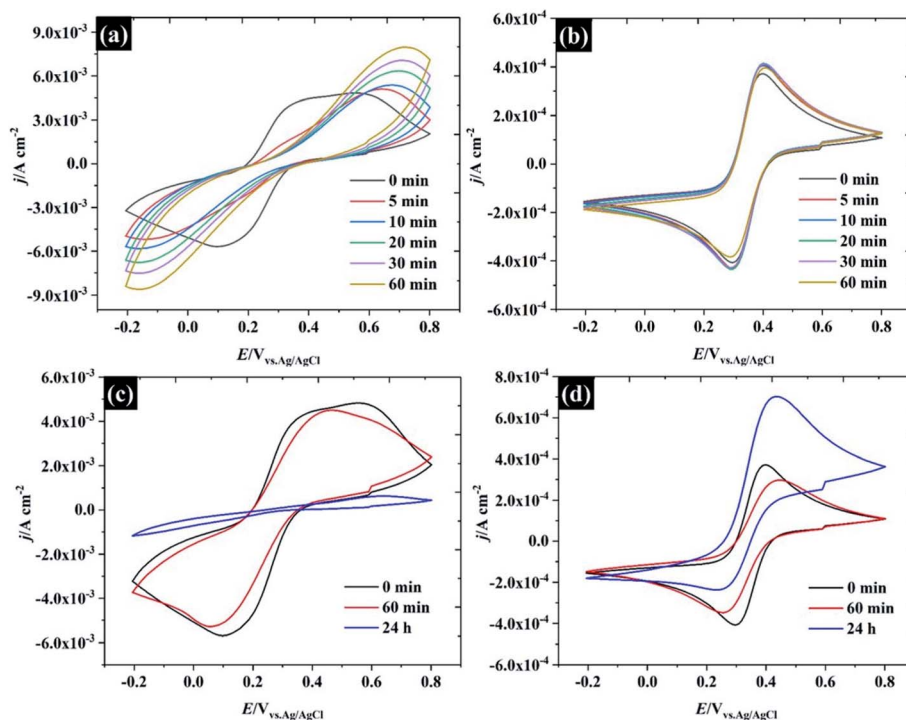 (a)
j/A cm⁻²
9.0x10⁻³
6.0x10⁻³
3.0x10⁻³
0.0
-3.0x10⁻³
-6.0x10⁻³
-9.0x10⁻³
0 min
5 min
10 min
20 min
30 min
60 min
-0.2 0.0 0.2 0.4 0.6 0.8
E/V vs.Ag/AgCl
(b)
j/A cm⁻²
6.0x10⁻⁴
4.0x10⁻⁴
2.0x10⁻⁴
0.0
-2.0x10⁻⁴
-4.0x10⁻⁴
-6.0x10⁻⁴
0 min
5 min
10 min
20 min
30 min
60 min
-0.2 0.0 0.2 0.4 0.6 0.8
E/V vs.Ag/AgCl
(c)
j/A cm⁻²
6.0x10⁻³
4.0x10⁻³
2.0x10⁻³
0.0
-2.0x10⁻³
-4.0x10⁻³
-6.0x10⁻³
0 min
60 min
24 h
-0.2 0.0 0.2 0.4 0.6 0.8
E/V vs.Ag/AgCl
(d)
j/A cm⁻²
8.0x10⁻⁴
6.0x10⁻⁴
4.0x10⁻⁴
2.0x10⁻⁴
0.0
-2.0x10⁻⁴
-4.0x10⁻⁴
-6.0x10⁻⁴
0 min
60 min
24 h
-0.2 0.0 0.2 0.4 0.6 0.8
E/V vs.Ag/AgCl